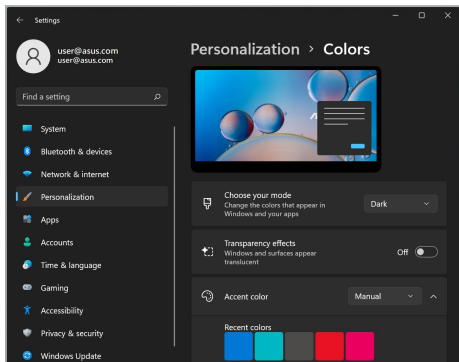 Settings
user@asus.com
user@asus.com
Find a setting
System
Bluetooth & devices
Network & internet
Personalization
Apps
Accounts
Time & language
Gaming
Accessibility
Privacy & security
Windows Update
Personalization > Colors
Choose your mode
Change the colors that appear in
Windows and your apps
Dark
Transparency effects
Windows and surfaces appear
translucent
Off
Accent color
Manual
Recent colors